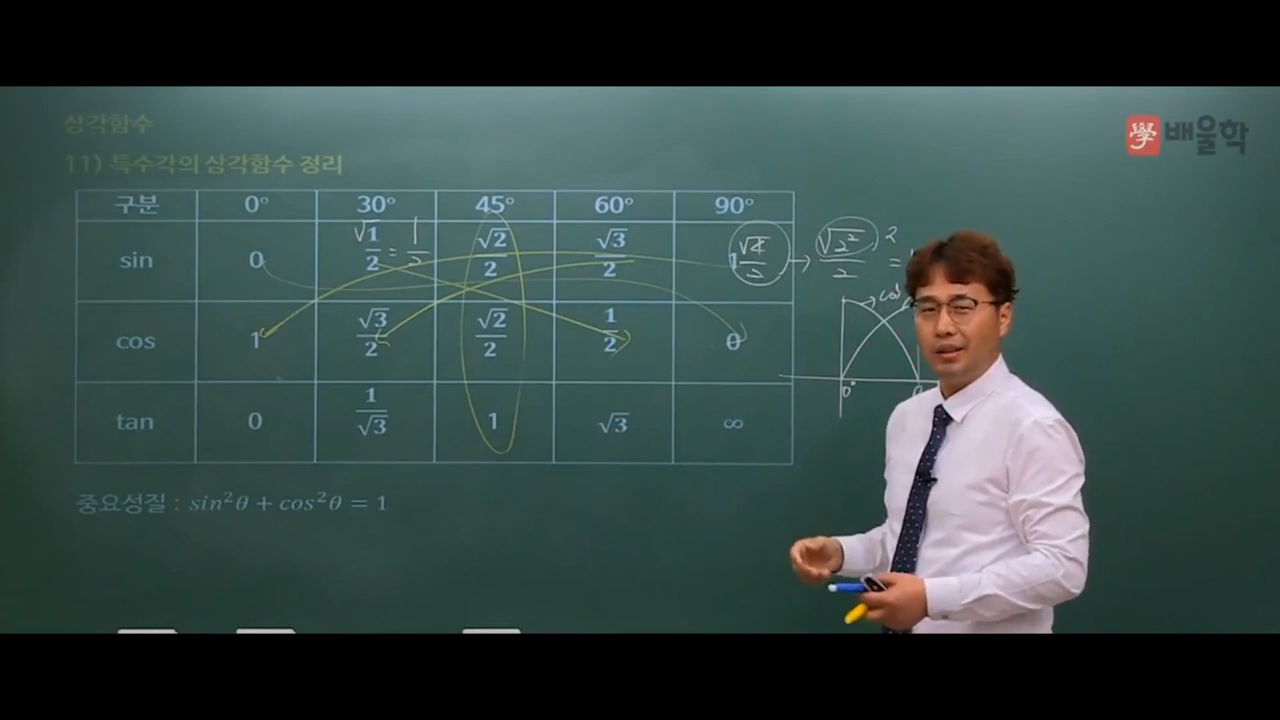 삼각함수
學 배울학
11) 특수각의 삼각함수 정리
구분 0° 30° 45° 60° 90°
sin 0 √1/2 = 1/2 √2/2 √3/2 1 √4/2 → √2²/2 =
cos 1 √3/2 √2/2 1/2 0
tan 0 1/√3 1 √3 ∞
cos
0°
중요성질 : sin²θ + cos²θ = 1